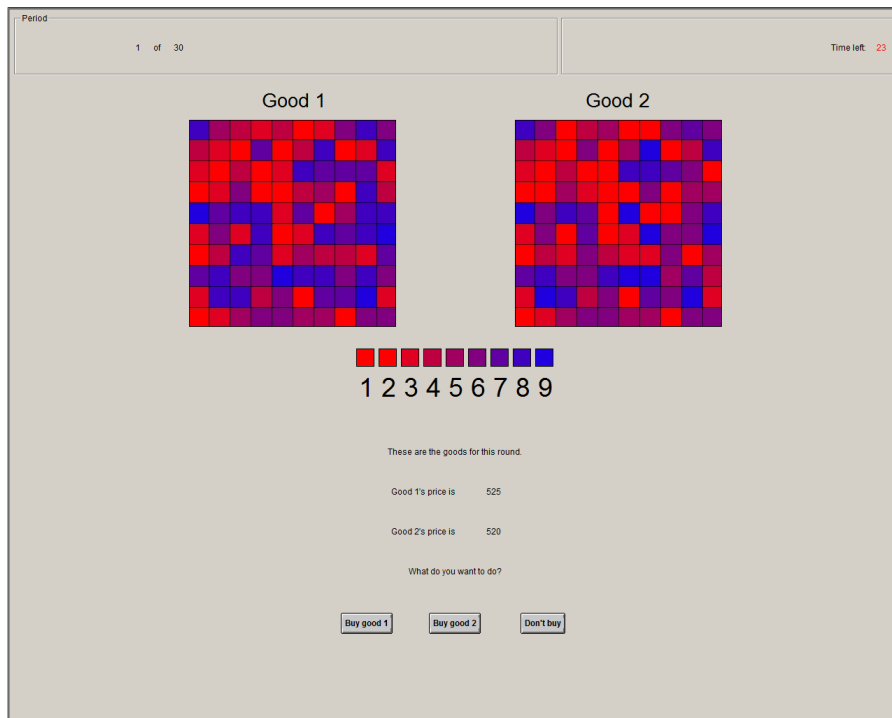 Period
1 of 30
Time left: 23
Good 1
Good 2
1 2 3 4 5 6 7 8 9
These are the goods for this round.
Good 1's price is 525
Good 2's price is 520
What do you want to do?
Buy good 1 Buy good 2 Don't buy